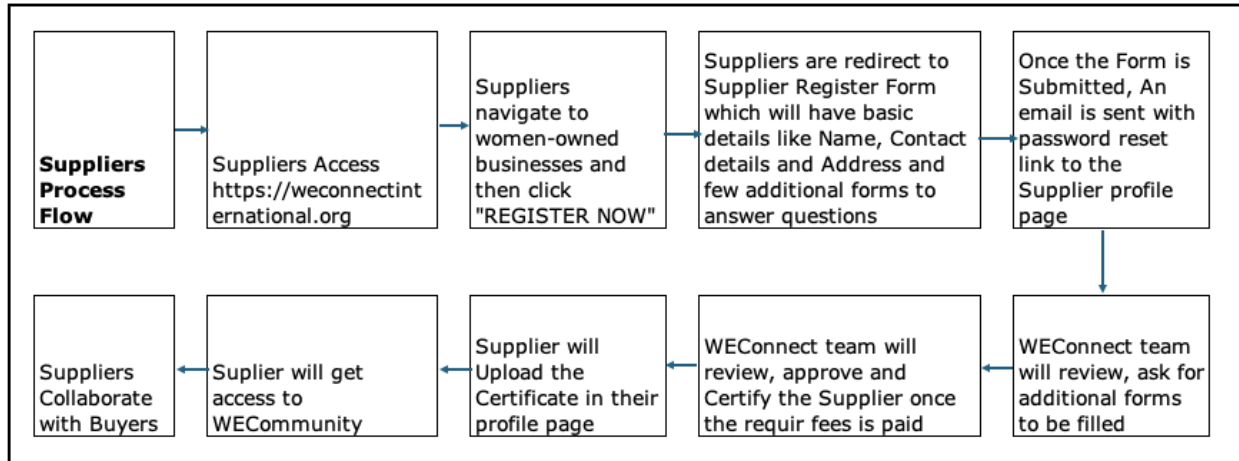 Suppliers
Process
Flow
Suppliers Access
https://weconnectint
ernational.org
Suppliers
navigate to
women-owned
businesses and
then click
"REGISTER NOW"
Suppliers are redirect to
Supplier Register Form
which will have basic
details like Name, Contact
details and Address and
few additional forms to
answer questions
Once the Form is
Submitted, An
email is sent with
password reset
link to the
Supplier profile
page
WEConnect team
will review, ask for
additional forms
to be filled
WEConnect team will
review, approve and
Certify the Supplier once
the requir fees is paid
Supplier will
Upload the
Certificate in their
profile page
Suplier will get
access to
WECommunity
Suppliers
Collaborate
with Buyers